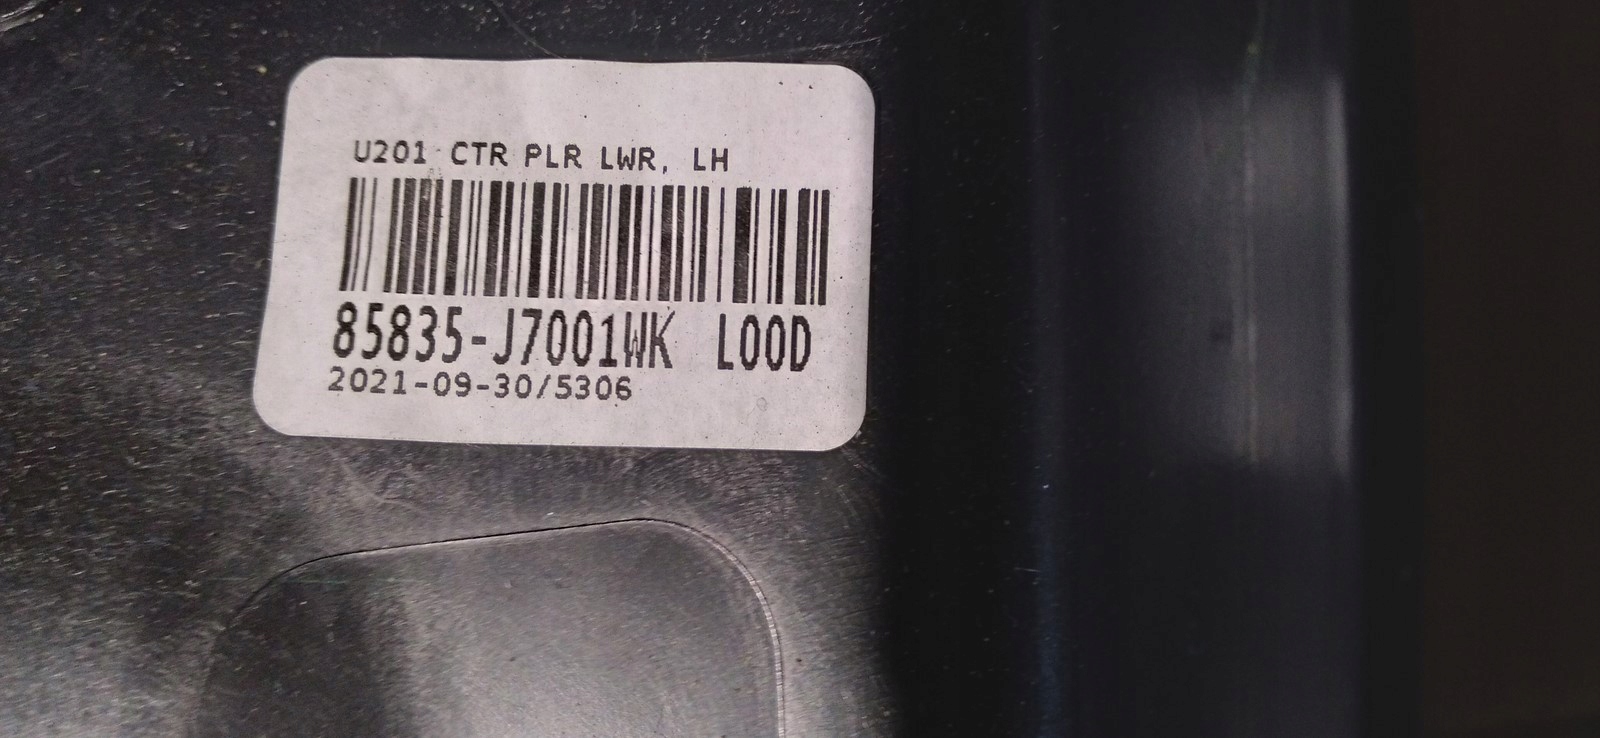 U201 CTR PLR LWR, LH
85835-J7001WK L00D
2021-09-30/5306